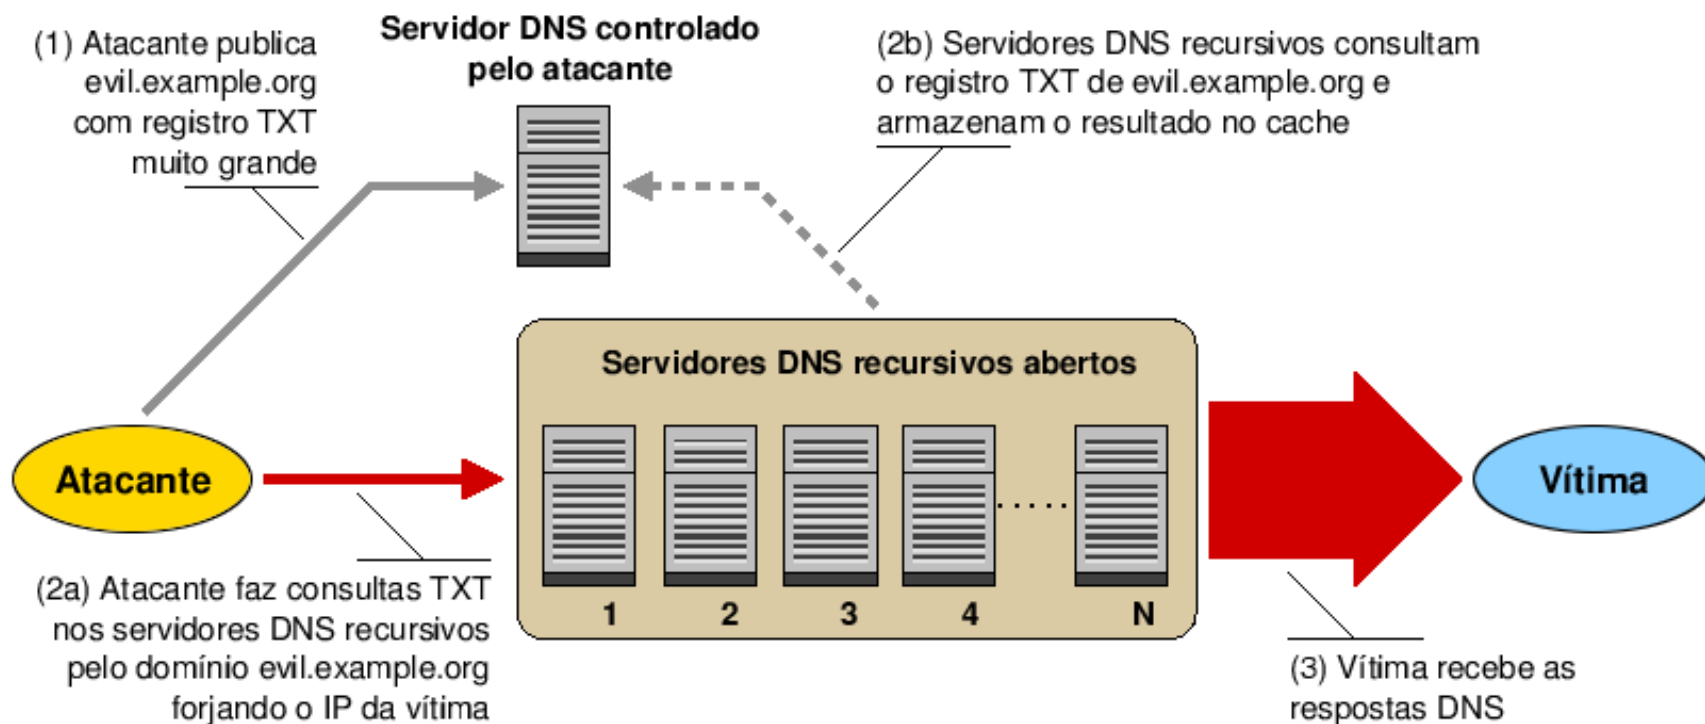 (1) Atacante publica
evil.example.org
com registro TXT
muito grande
Servidor DNS controlado
pelo atacante
(2b) Servidores DNS recursivos consultam
o registro TXT de evil.example.org e
armazenam o resultado no cache
Servidores DNS recursivos abertos
Atacante
Vítima
1 2 3 4 ..... N
(2a) Atacante faz consultas TXT
nos servidores DNS recursivos
pelo domínio evil.example.org
forjando o IP da vítima
(3) Vítima recebe as
respostas DNS